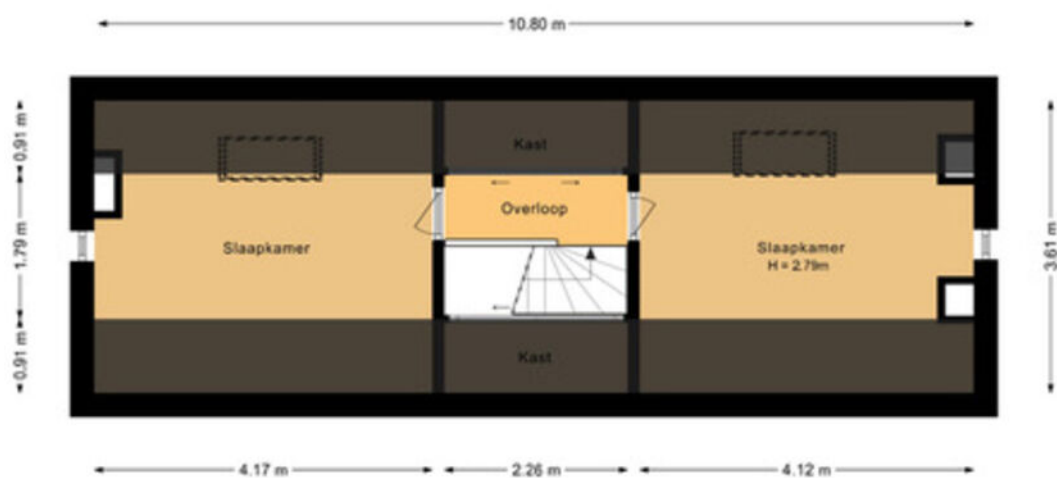 10.80 m
0.91 m
Kast
Overloop
1.79 m
Slaapkamer
Slaapkamer
H = 2.79m
3.61 m
0.91 m
Kast
4.17 m
2.26 m
4.12 m